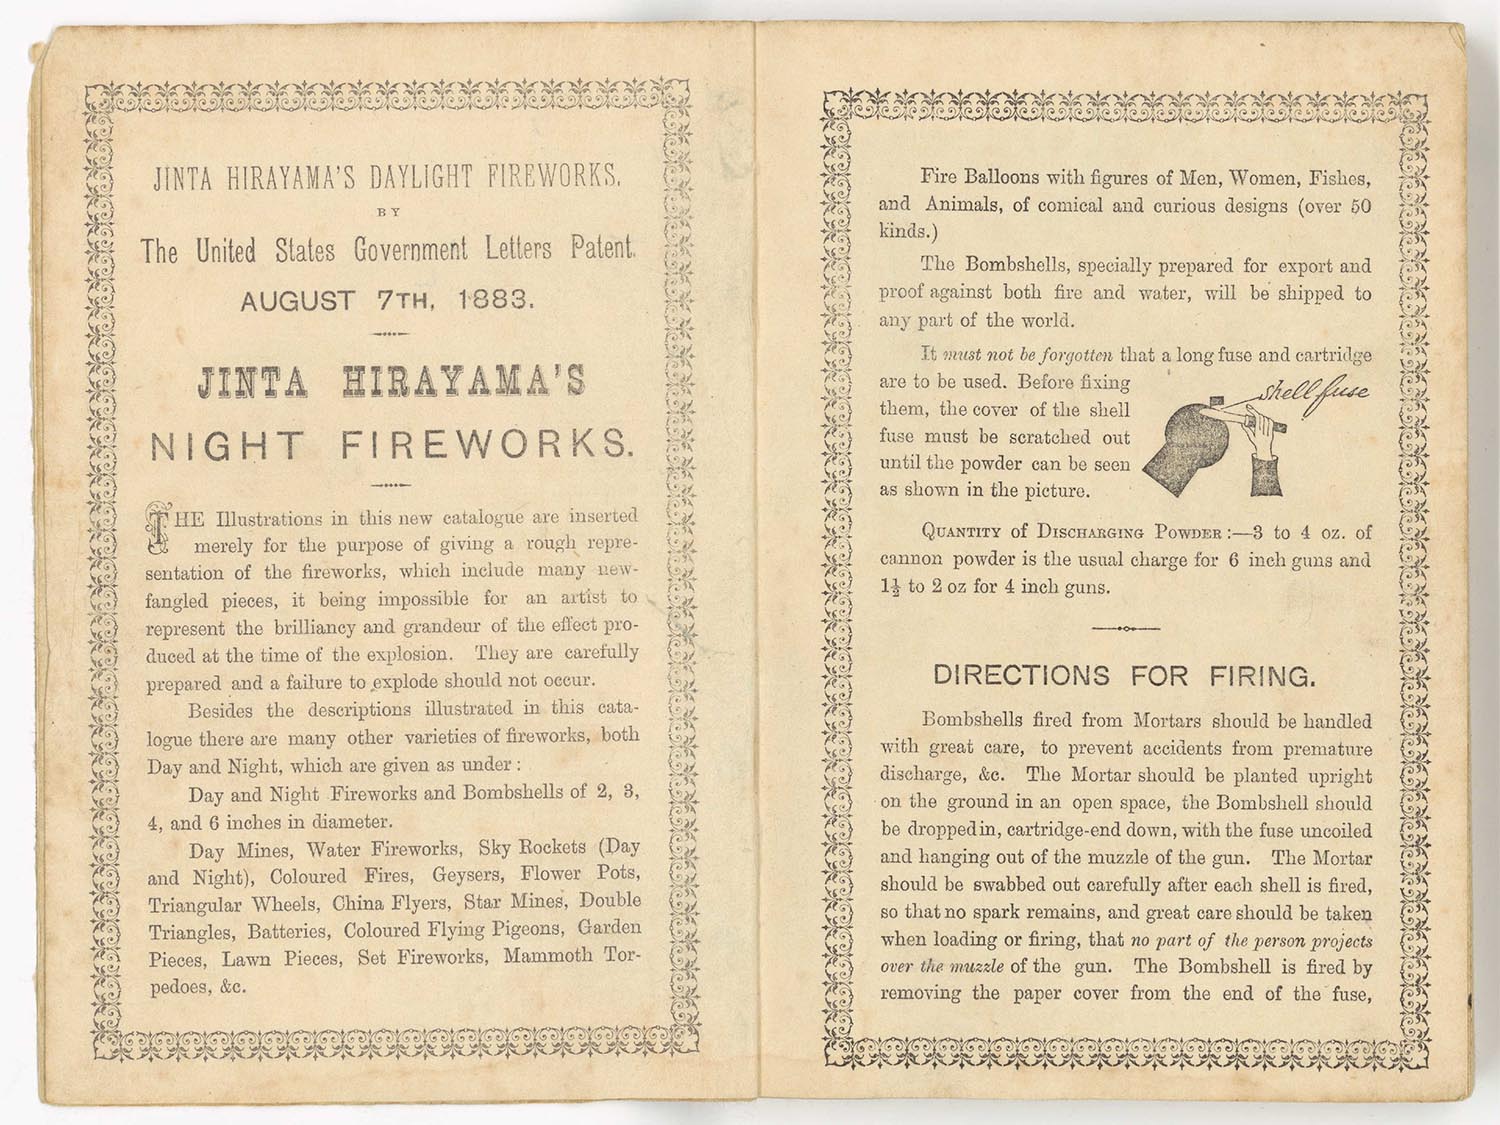 JINTA HIRAYAMA'S DAYLIGHT FIREWORKS.
BY
The United States Government Letters Patent.
AUGUST 7TH, 1883.
JINTA HIRAYAMA'S
NIGHT FIREWORKS.
THE Illustrations in this new catalogue are inserted
merely for the purpose of giving a rough repre-
sentation of the fireworks, which include many new-
fangled pieces, it being impossible for an artist to
represent the brilliancy and grandeur of the effect pro-
duced at the time of the explosion. They are carefully
prepared and a failure to explode should not occur.
Besides the descriptions illustrated in this cata-
logue there are many other varieties of fireworks, both
Day and Night, which are given as under:
Day and Night Fireworks and Bombshells of 2, 3,
4, and 6 inches in diameter.
Day Mines, Water Fireworks, Sky Rockets (Day
and Night), Coloured Fires, Geysers, Flower Pots,
Triangular Wheels, China Flyers, Star Mines, Double
Triangles, Batteries, Coloured Flying Pigeons, Garden
Pieces, Lawn Pieces, Set Fireworks, Mammoth Tor-
pedoes, &c.
Fire Balloons with figures of Men, Women, Fishes,
and Animals, of comical and curious designs (over 50
kinds.)
The Bombshells, specially prepared for export and
proof against both fire and water, will be shipped to
any part of the world.
It must not be forgotten that a long fuse and cartridge
are to be used. Before fixing
them, the cover of the shell
fuse must be scratched out
until the powder can be seen
as shown in the picture.
shell fuse
QUANTITY of DISCHARGING POWDER:—3 to 4 oz. of
cannon powder is the usual charge for 6 inch guns and
1½ to 2 oz for 4 inch guns.
DIRECTIONS FOR FIRING.
Bombshells fired from Mortars should be handled
with great care, to prevent accidents from premature
discharge, &c. The Mortar should be planted upright
on the ground in an open space, the Bombshell should
be dropped in, cartridge-end down, with the fuse uncoiled
and hanging out of the muzzle of the gun. The Mortar
should be swabbed out carefully after each shell is fired,
so that no spark remains, and great care should be taken
when loading or firing, that no part of the person projects
over the muzzle of the gun. The Bombshell is fired by
removing the paper cover from the end of the fuse,